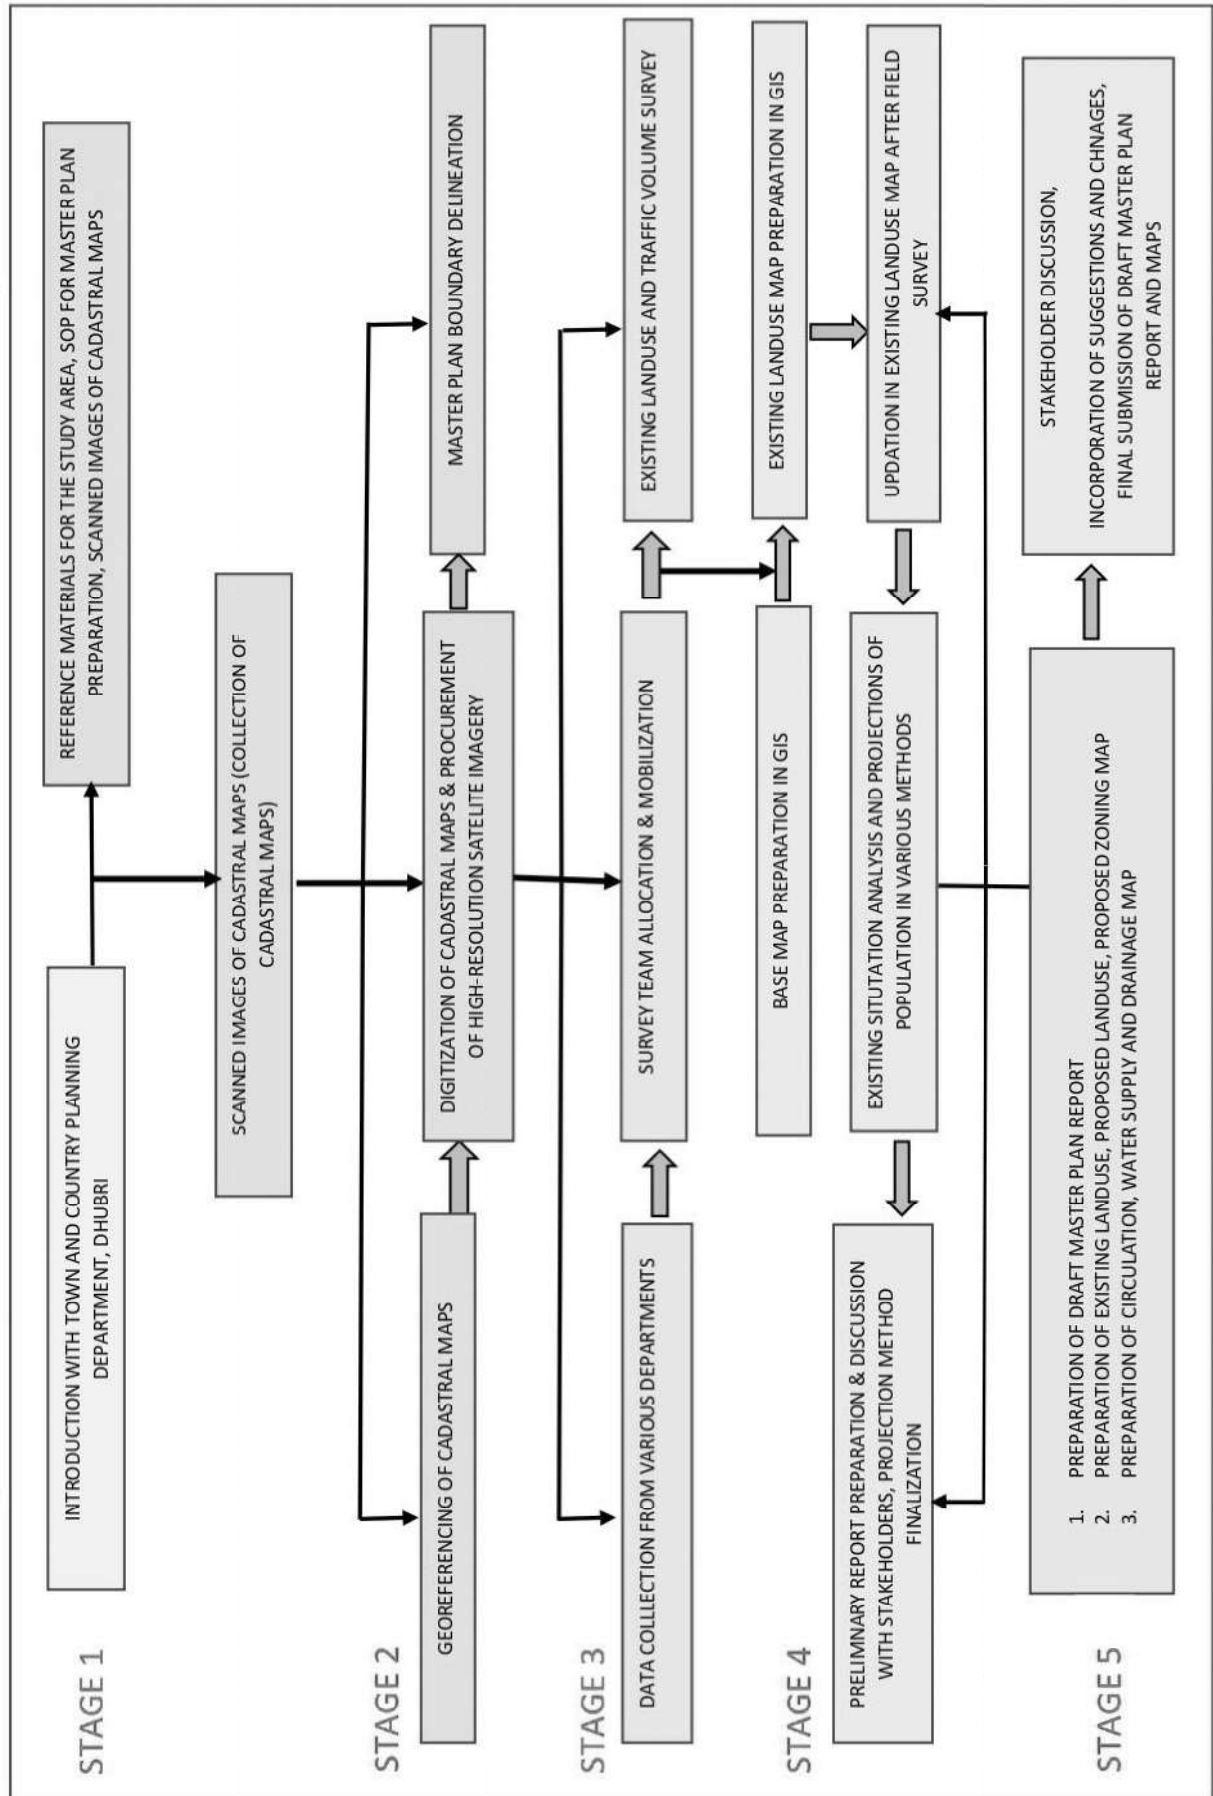 STAGE 1
INTRODUCTION WITH TOWN AND COUNTRY PLANNING
DEPARTMENT, DHUBRI
REFERENCE MATERIALS FOR THE STUDY AREA, SOP FOR MASTER PLAN
PREPARATION, SCANNED IMAGES OF CADASTRAL MAPS
SCANNED IMAGES OF CADASTRAL MAPS (COLLECTION OF
CADASTRAL MAPS)
STAGE 2
GEOREFERENCING OF CADASTRAL MAPS
DIGITIZATION OF CADASTRAL MAPS & PROCUREMENT
OF HIGH-RESOLUTION SATELITE IMAGERY
MASTER PLAN BOUNDARY DELINEATION
STAGE 3
DATA COLLECTION FROM VARIOUS DEPARTMENTS
SURVEY TEAM ALLOCATION & MOBILIZATION
EXISTING LANDUSE AND TRAFFIC VOLUME SURVEY
STAGE 4
BASE MAP PREPARATION IN GIS
EXISTING LANDUSE MAP PREPARATION IN GIS
PRELIMNARY REPORT PREPARATION & DISCUSSION
WITH STAKEHOLDERS, PROJECTION METHOD
FINALIZATION
EXISTING SITUTATION ANALYSIS AND PROJECTIONS OF
POPULATION IN VARIOUS METHODS
UPDATION IN EXISTING LANDUSE MAP AFTER FIELD
SURVEY
STAGE 5
1. PREPARATION OF DRAFT MASTER PLAN REPORT
2. PREPARATION OF EXISTING LANDUSE, PROPOSED LANDUSE, PROPOSED ZONING MAP
3. PREPARATION OF CIRCULATION, WATER SUPPLY AND DRAINAGE MAP
STAKEHOLDER DISCUSSION,
INCORPORATION OF SUGGESTIONS AND CHNAGES,
FINAL SUBMISSION OF DRAFT MASTER PLAN
REPORT AND MAPS